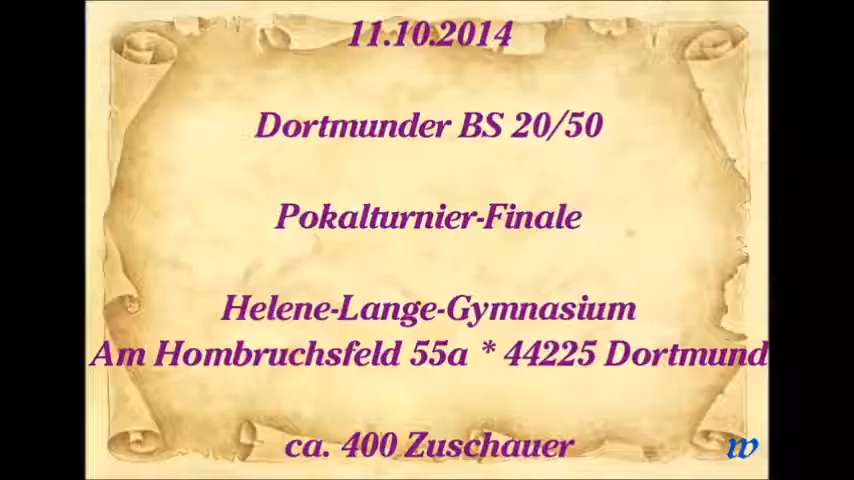 11.10.2014
Dortmunder BS 20/50
Pokalturnier-Finale
Helene-Lange-Gymnasium
Am Hombruchsfeld 55a * 44225 Dortmund
ca. 400 Zuschauer
w